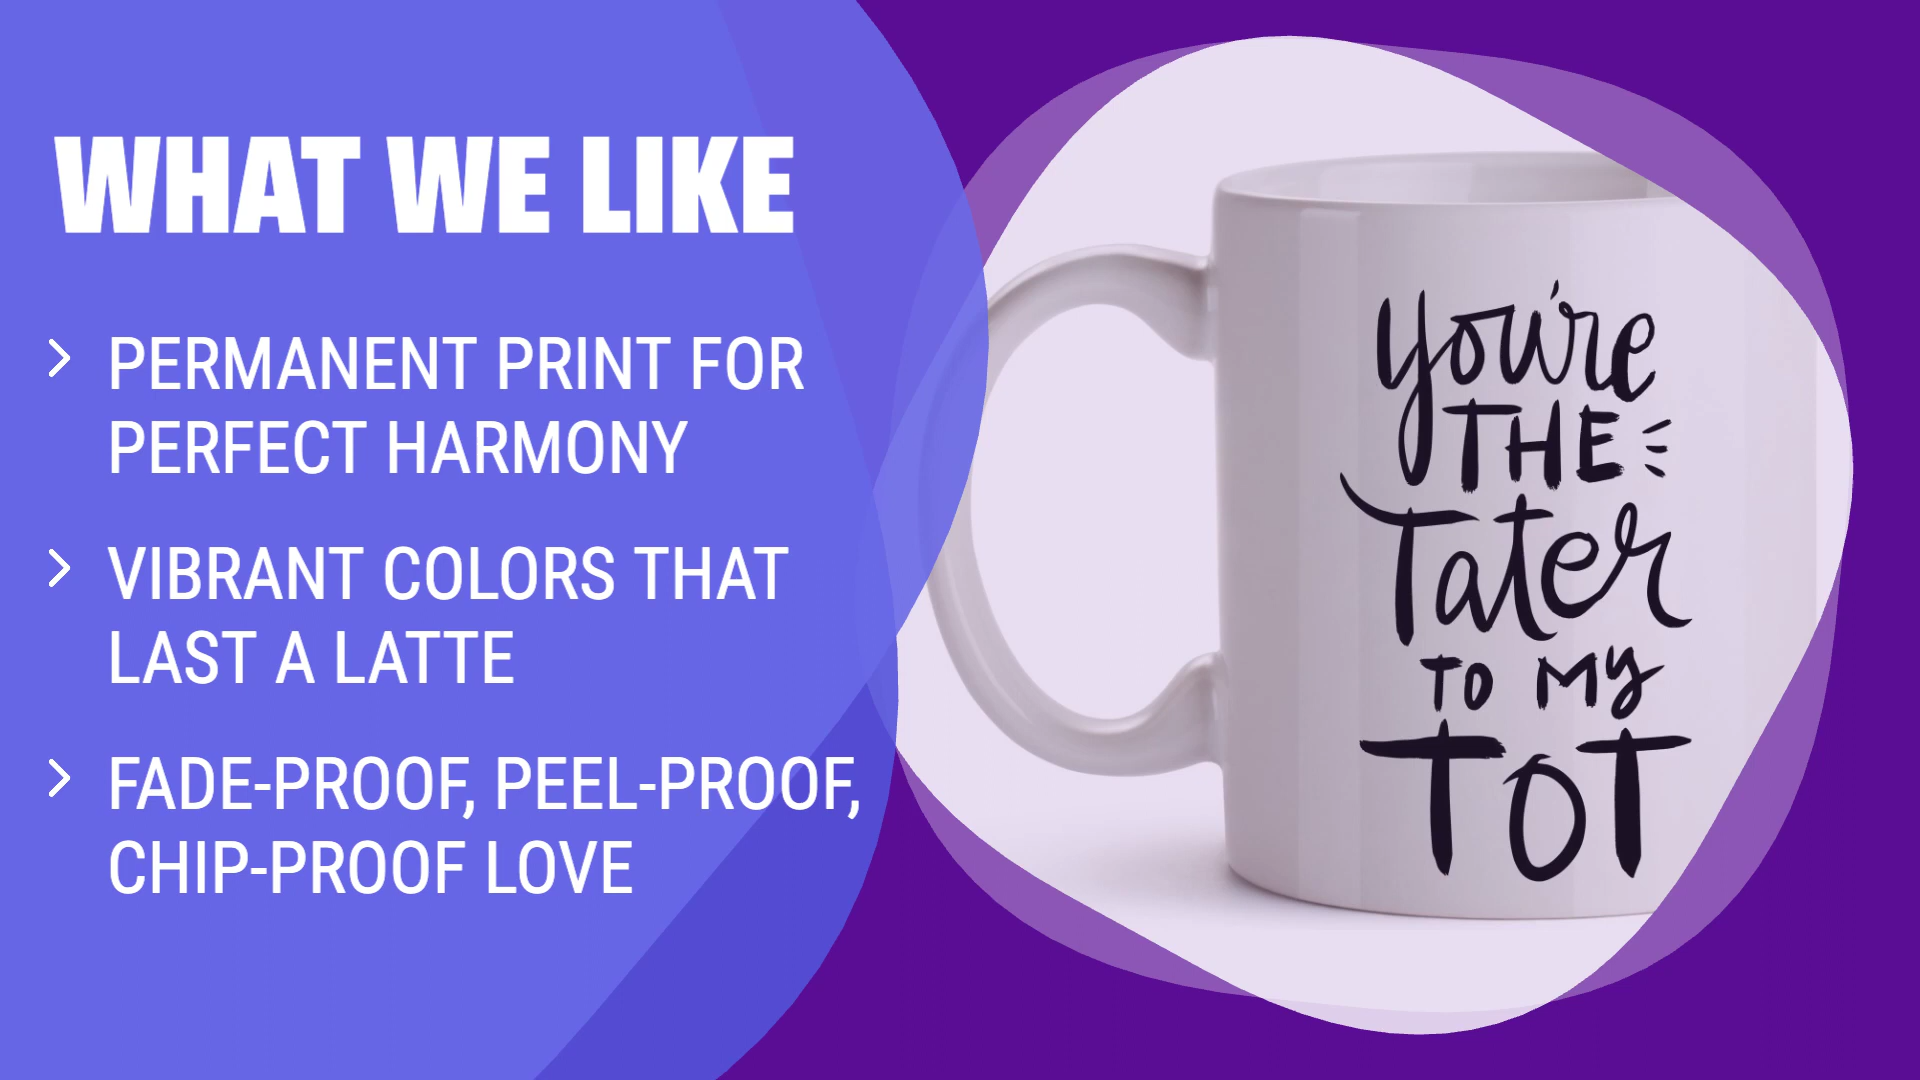 WHAT WE LIKE
PERMANENT PRINT FOR
PERFECT HARMONY
VIBRANT COLORS THAT
LAST A LATTE
FADE-PROOF, PEEL-PROOF,
CHIP-PROOF LOVE
you're
THE
Tater
TO MY
TOT